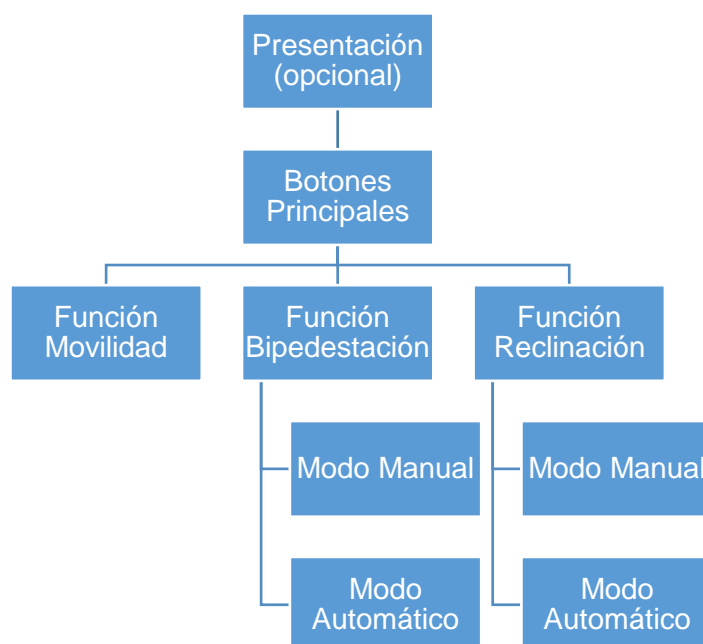 Presentación
(opcional)
Botones
Principales
Función
Movilidad
Función
Bipedestación
Función
Reclinación
Modo Manual
Modo Manual
Modo
Automático
Modo
Automático